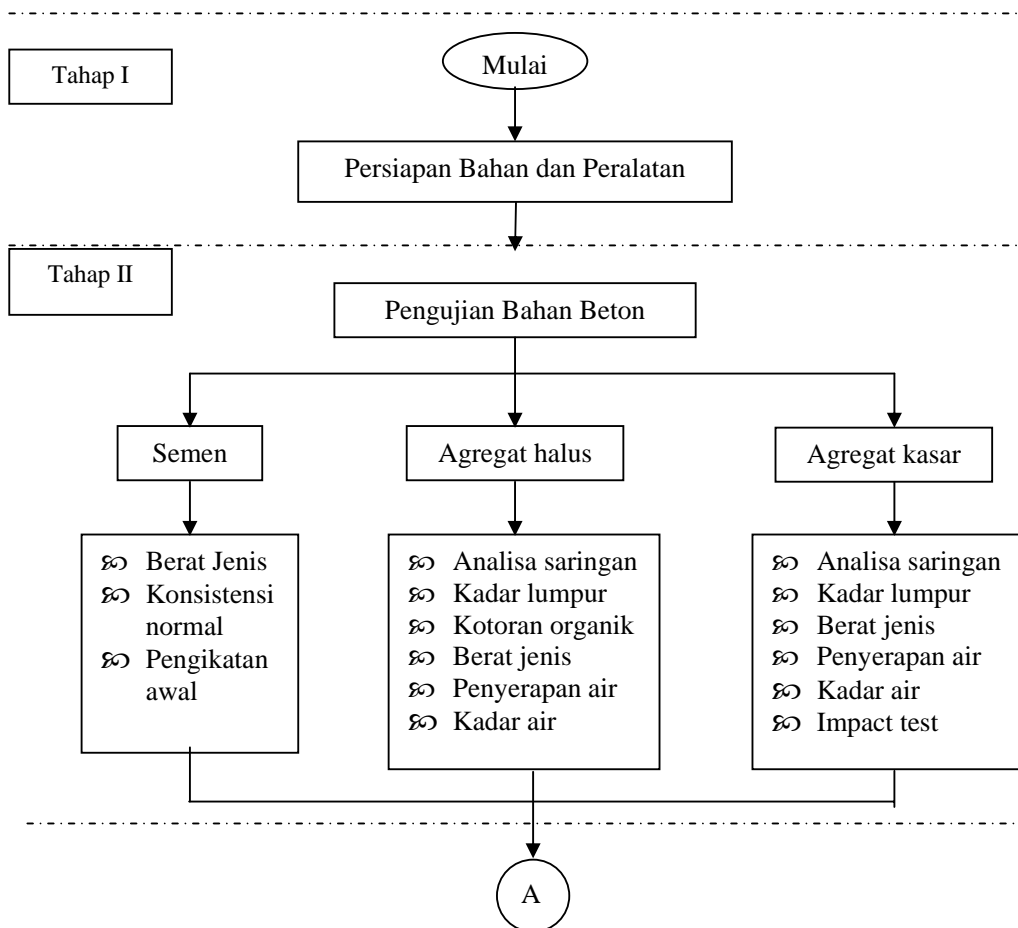 Tahap I
Mulai
Persiapan Bahan dan Peralatan
Tahap II
Pengujian Bahan Beton
Semen
Agregat halus
Agregat kasar
Berat Jenis
Konsistensi
normal
Pengikatan
awal
Analisa saringan
Kadar lumpur
Kotoran organik
Berat jenis
Penyerapan air
Kadar air
Analisa saringan
Kadar lumpur
Berat jenis
Penyerapan air
Kadar air
Impact test
A